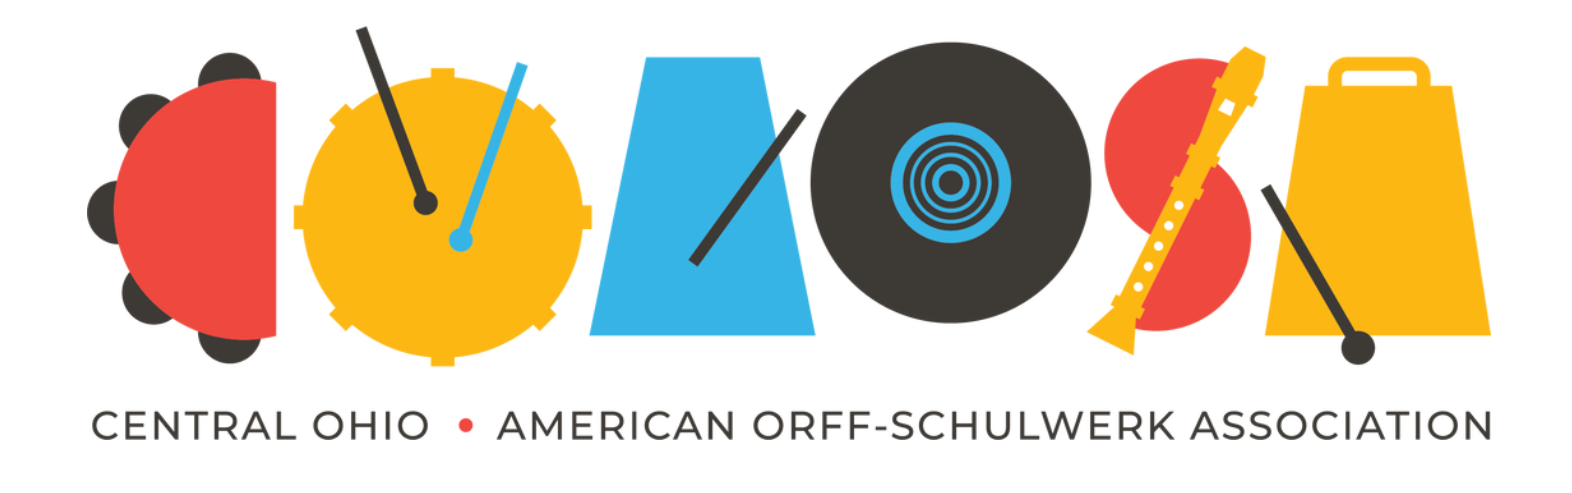 COAOSA
CENTRAL OHIO • AMERICAN ORFF-SCHULWERK ASSOCIATION